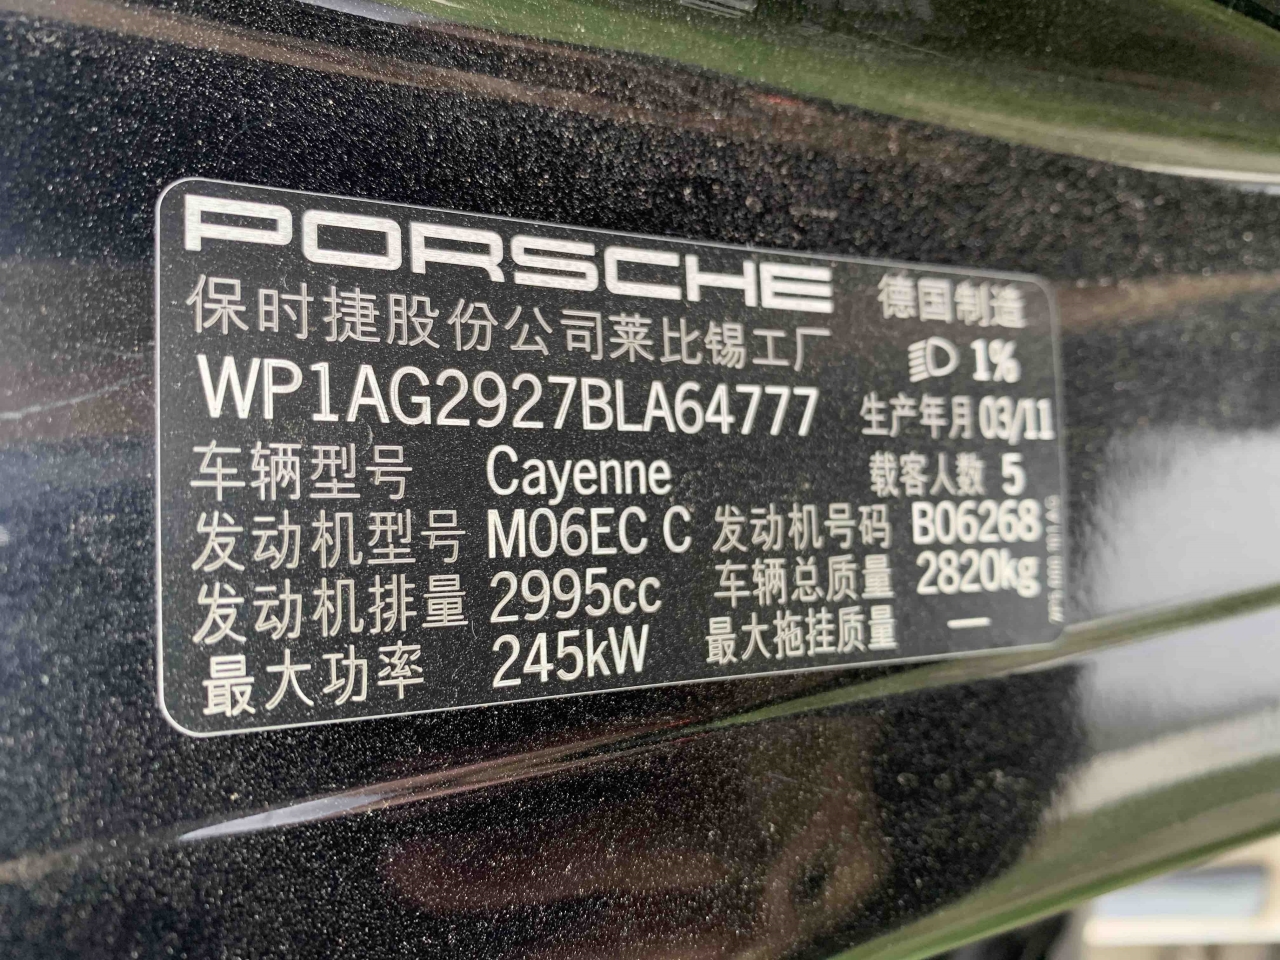 PORSCHE
德国制造
保时捷股份公司莱比锡工厂
1%
WP1AG2927BLA64777
生产年月 03/11
车辆型号 Cayenne
载客人数 5
发动机型号 M06EC C 发动机号码 B06268
发动机排量 2995cc 车辆总质量 2820kg
最大功率 245kW 最大拖挂质量 —